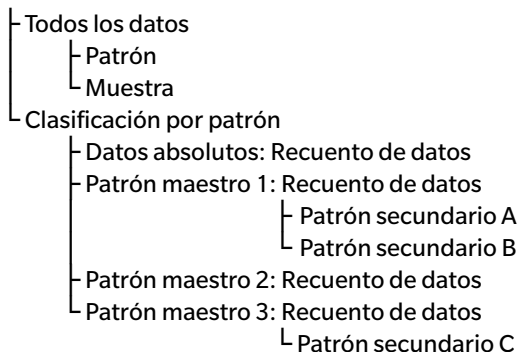 Todos los datos
Patrón
Muestra
Clasificación por patrón
Datos absolutos: Recuento de datos
Patrón maestro 1: Recuento de datos
Patrón secundario A
Patrón secundario B
Patrón maestro 2: Recuento de datos
Patrón maestro 3: Recuento de datos
Patrón secundario C